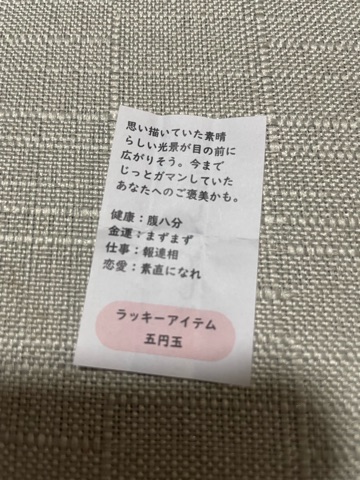 思い描いていた素晴
らしい光景が目の前に
広がりそう。今まで
じっとガマンしていた
あなたへのご褒美かも。
健康：腹八分
金運：まずまず
仕事：報連相
恋愛：素直になれ
ラッキーアイテム
五円玉